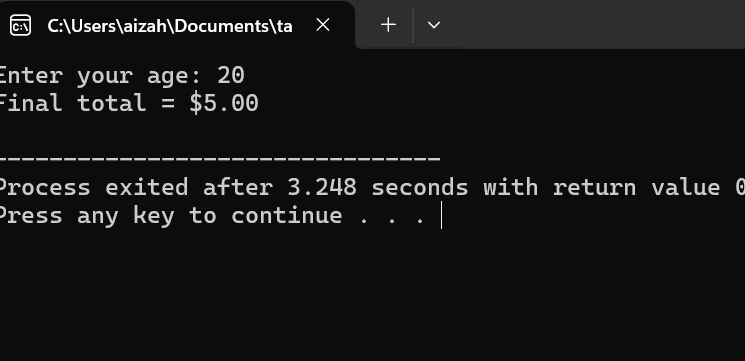 C:\Users\aizah\Documents\ta
Enter your age: 20
Final total = $5.00
--------------------------------
Process exited after 3.248 seconds with return value 0
Press any key to continue . . .